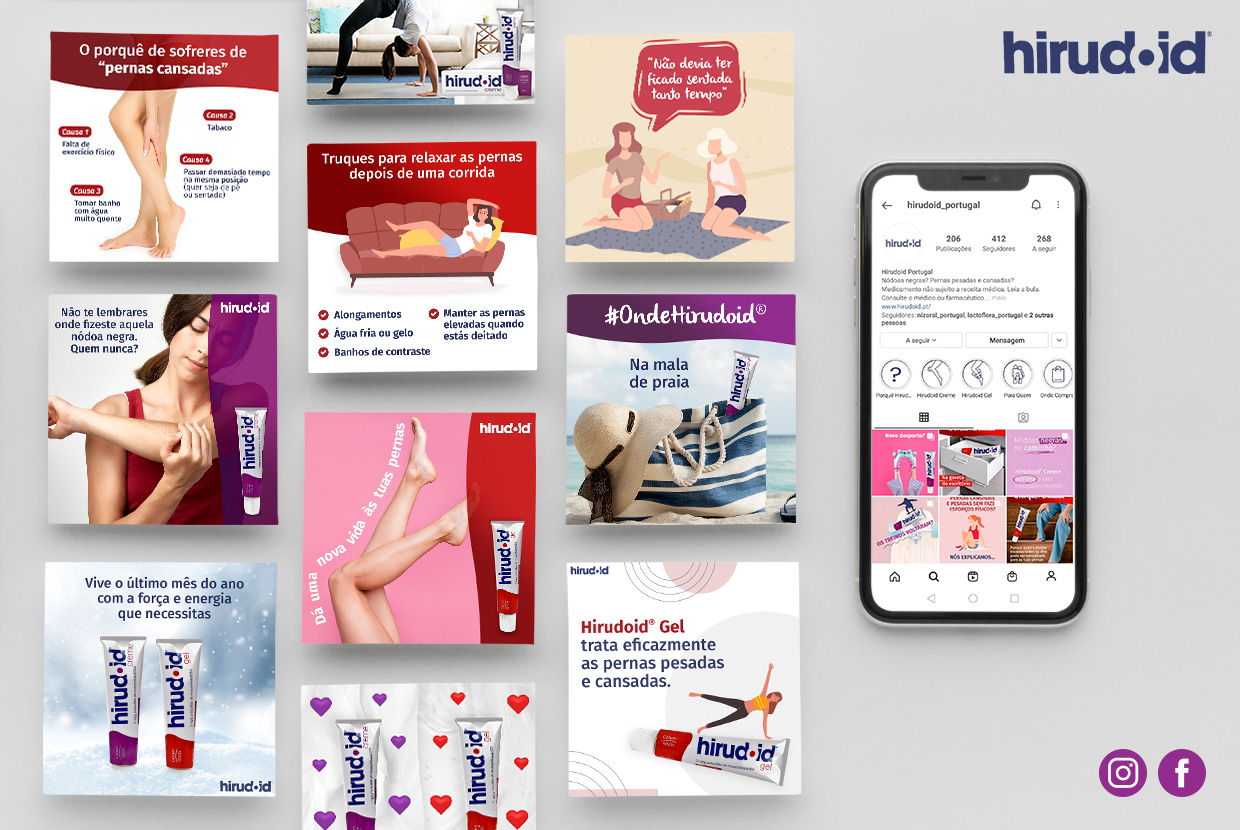 O porquê de sofreres de
“pernas cansadas”
Causa 1
Falta de
exercício físico
Causa 2
Tabaco
Causa 4
Passar demasiado tempo
na mesma posição
(quer seja de pé
ou sentado)
Causa 3
Tomar banho
com água
muito quente
Não te lembrares
onde fizeste aquela
nódoa negra.
Quem nunca?
hirudoid
hirudoid
creme
Vive o último mês do ano
com a força e energia
que necessitas
hirudoid
creme
hirudoid
gel
hirudoid
hirudoid
creme
hirudoid
Truques para relaxar as pernas
depois de uma corrida
Alongamentos
Água fria ou gelo
Banhos de contraste
Manter as pernas
elevadas quando
estás deitado
Dá uma nova vida às tuas pernas
hirudoid
hirudoid
gel
hirudoid
creme
hirudoid
gel
“Não devia ter
ficado sentada
tanto tempo”
#OndeHirudoid®
Na mala
de praia
hirudoid
hirudoid
Hirudoid® Gel
trata eficazmente
as pernas pesadas
e cansadas.
hirudoid
gel
hirudoid®
hirudoid_portugal
hirudoid
206
Publicações
412
Seguidores
268
A seguir
Hirudoid Portugal
Nódoas negras? Pernas pesadas e cansadas?
Medicamento não sujeito a receita médica. Leia a bula.
Consulte o médico ou farmacêutico... mais
www.hirudoid.pt/
Seguidores: nizoral_portugal, lactoflora_portugal e 2 outras
pessoas
A seguir
Mensagem
?
Porquê Hirud...
Hirudoid Creme
Hirudoid Gel
Para Quem
Onde Compra
Novo desporto?
Na gaveta
do escritório
Nódoas negras
no caminho
Hirudoid® Creme
OS TREINOS VOLTARAM?
PERNAS CANSADAS
E PESADAS SEM FAZER
ESFORÇOS FÍSICOS?
NÓS EXPLICAMOS...